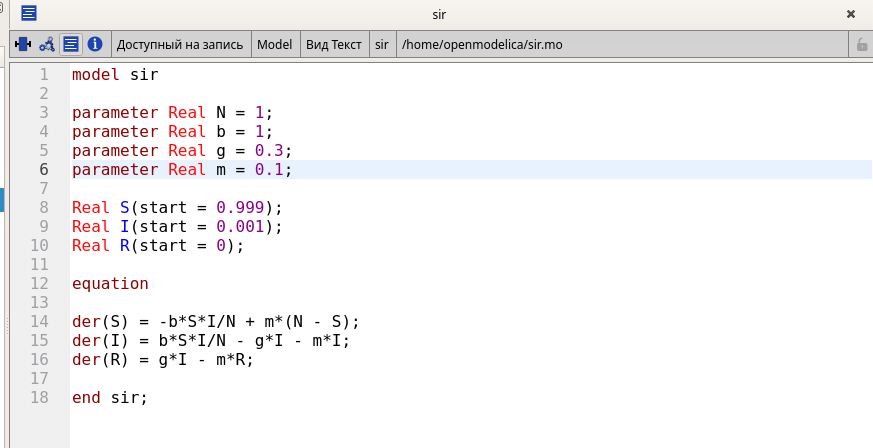 sir
Доступный на запись Model Вид Текст sir /home/openmodelica/sir.mo
1 model sir
2
3 parameter Real N = 1;
4 parameter Real b = 1;
5 parameter Real g = 0.3;
6 parameter Real m = 0.1;
7
8 Real S(start = 0.999);
9 Real I(start = 0.001);
10 Real R(start = 0);
11
12 equation
13
14 der(S) = -b*S*I/N + m*(N - S);
15 der(I) = b*S*I/N - g*I - m*I;
16 der(R) = g*I - m*R;
17
18 end sir;